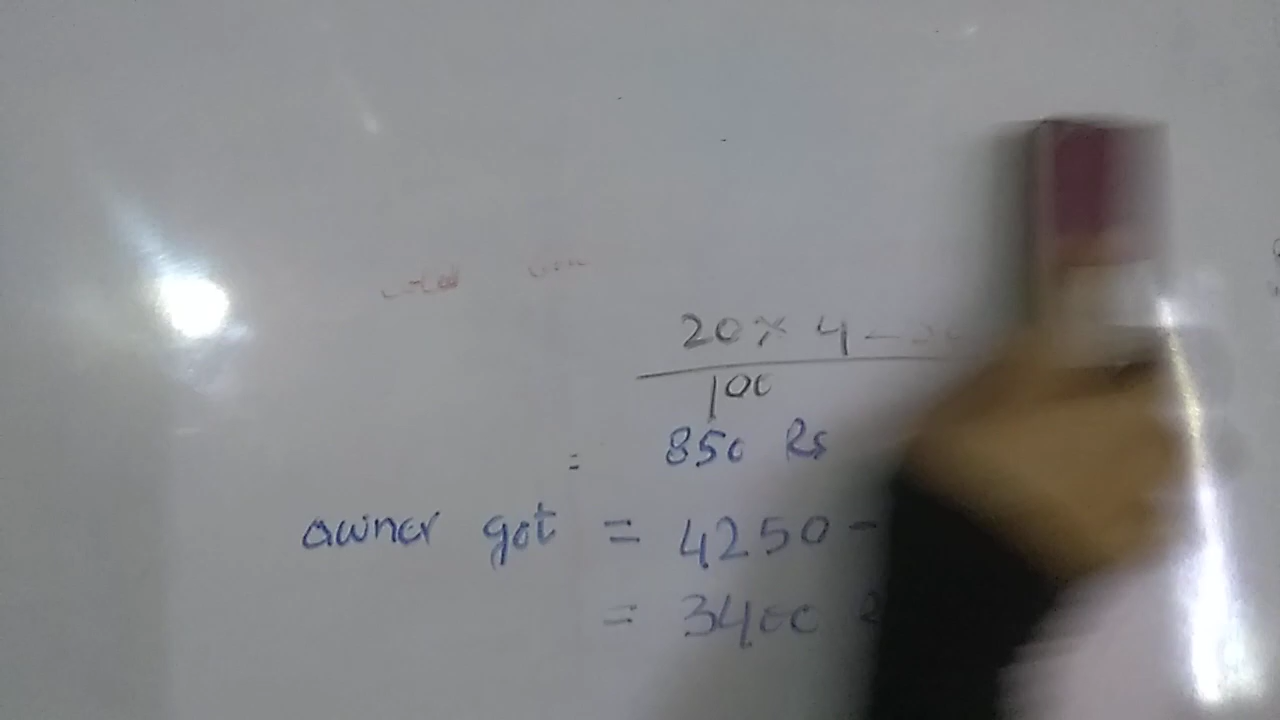 20 × 4
100
= 850 Rs
owner got = 4250 -
= 3400